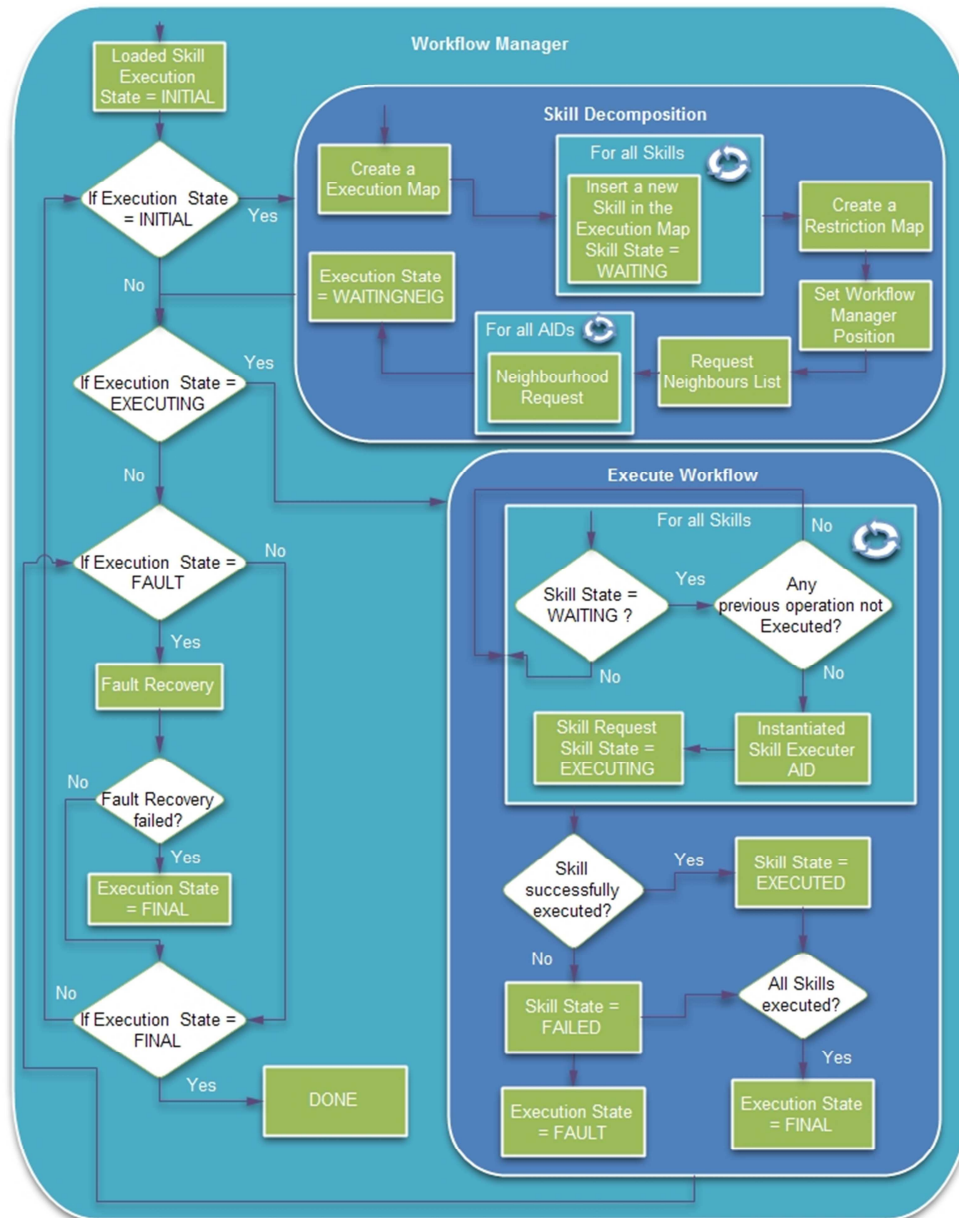 Workflow Manager
Loaded Skill
Execution
State = INITIAL
If Execution State
= INITIAL
Yes
No
Skill Decomposition
Create a
Execution Map
For all Skills
Insert a new
Skill in the
Execution Map
Skill State =
WAITING
Create a
Restriction Map
Set Workflow
Manager
Position
Request
Neighbours List
For all AIDs
Neighbourhood
Request
Execution State
= WAITINGNEIG
If Execution State =
EXECUTING
Yes
No
If Execution State =
FAULT
No
Yes
Fault Recovery
Fault Recovery
failed?
No
Yes
Execution State
= FINAL
If Execution State =
FINAL
No
Yes
DONE
Execute Workflow
For all Skills
Skill State =
WAITING ?
Yes
No
Any
previous operation not
Executed?
No
No
Instantiated
Skill Executer
AID
Skill Request
Skill State =
EXECUTING
Skill
successfully
executed?
Yes
No
Skill State =
EXECUTED
Skill State =
FAILED
All Skills
executed?
Yes
Execution State
= FAULT
Execution State
= FINAL